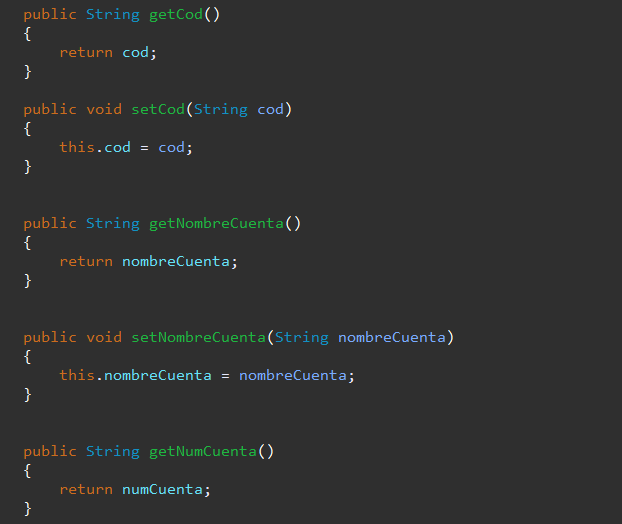 public String getCod()
{
    return cod;
}
public void setCod(String cod)
{
    this.cod = cod;
}
public String getNombreCuenta()
{
    return nombreCuenta;
}
public void setNombreCuenta(String nombreCuenta)
{
    this.nombreCuenta = nombreCuenta;
}
public String getNumCuenta()
{
    return numCuenta;
}